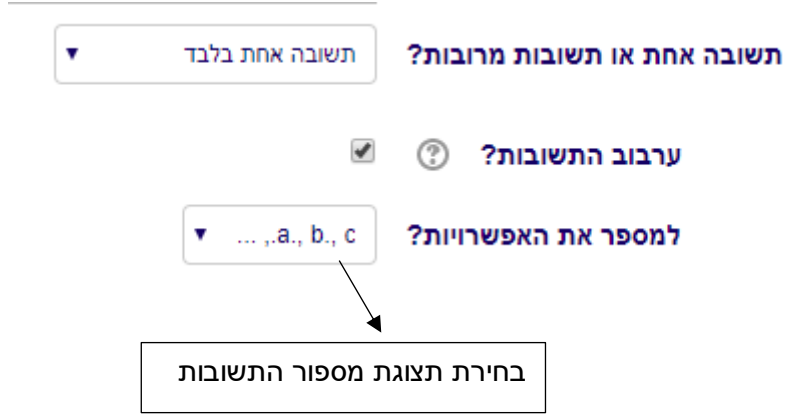 תשובה אחת או תשובות מרובות? תשובה אחת בלבד
ערבוב התשובות?
למספר את האפשרויות? a., b., c., ...
בחירת תצוגת מספור התשובות